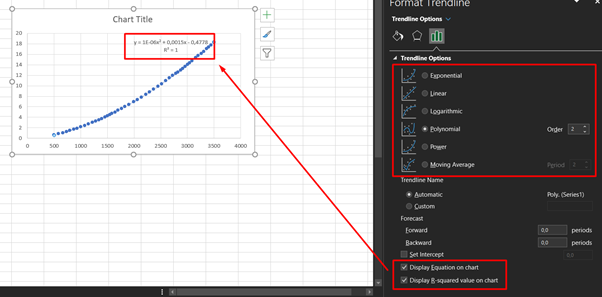 Format Trendline
Trendline Options
Chart Title
y = 1E-06x² + 0,0015x - 0,4778
R² = 1
20
18
16
14
12
10
8
6
4
2
0
0 500 1000 1500 2000 2500 3000 3500 4000
Trendline Options
Exponential
Linear
Logarithmic
Polynomial Order 2
Power
Moving Average Period 2
Trendline Name
Automatic Poly. (Series1)
Custom
Forecast
Forward 0,0 periods
Backward 0,0 periods
Set Intercept 0,0
Display Equation on chart
Display R-squared value on chart